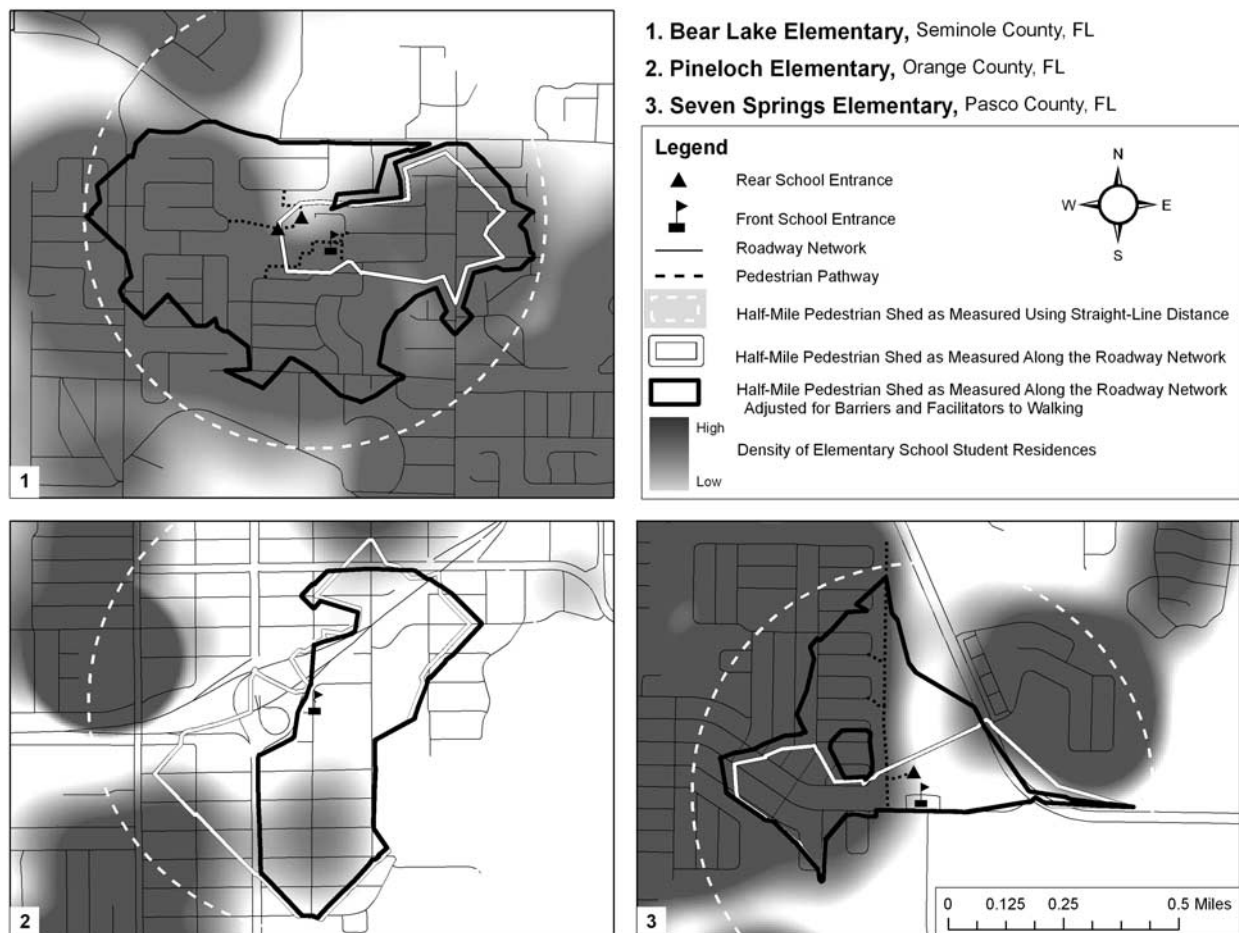 1. Bear Lake Elementary, Seminole County, FL
2. Pineloch Elementary, Orange County, FL
3. Seven Springs Elementary, Pasco County, FL
Legend
Rear School Entrance
Front School Entrance
Roadway Network
Pedestrian Pathway
Half-Mile Pedestrian Shed as Measured Using Straight-Line Distance
Half-Mile Pedestrian Shed as Measured Along the Roadway Network
Half-Mile Pedestrian Shed as Measured Along the Roadway Network
Adjusted for Barriers and Facilitators to Walking
High
Density of Elementary School Student Residences
Low
N
W E
S
1
2
3
0 0.125 0.25 0.5 Miles